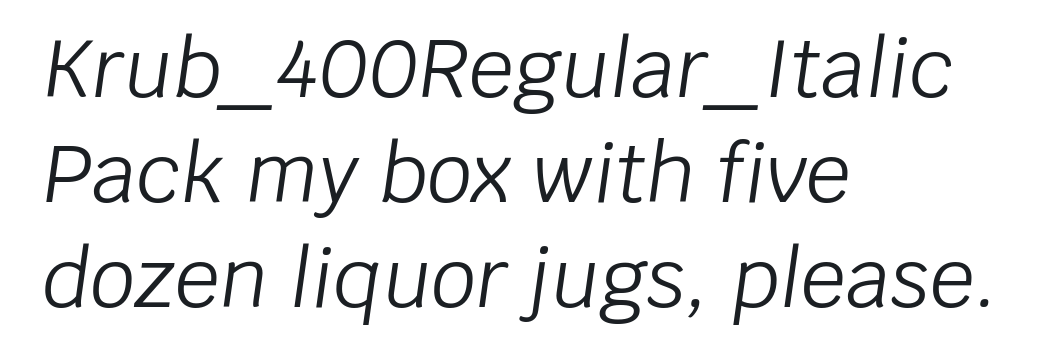 Krub_400Regular_Italic
Pack my box with five
dozen liquor jugs, please.